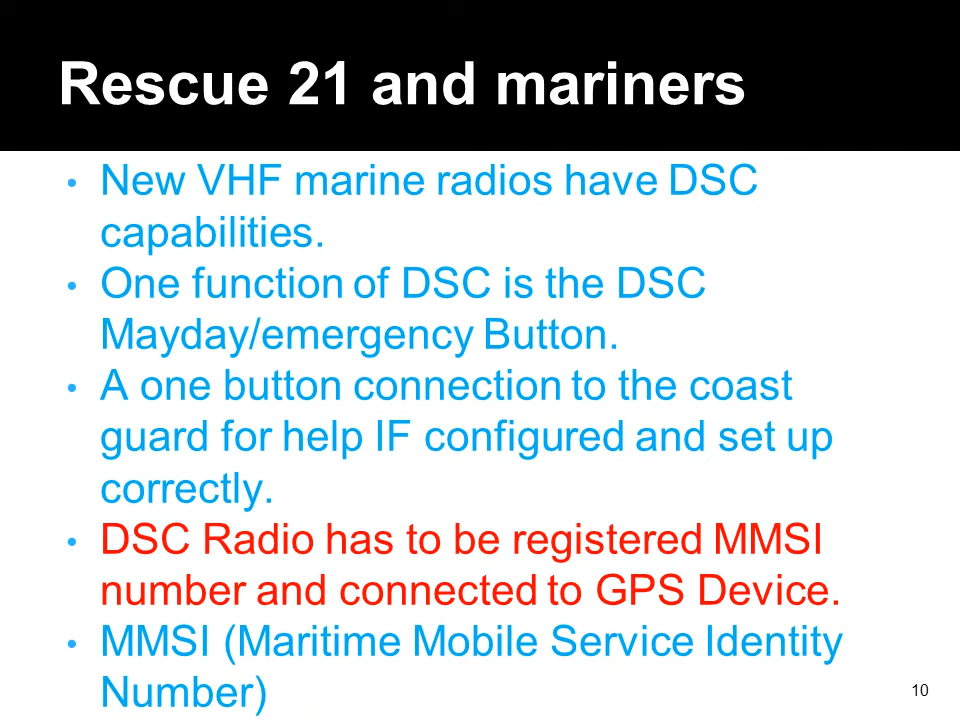 Rescue 21 and mariners
• New VHF marine radios have DSC
capabilities.
• One function of DSC is the DSC
Mayday/emergency Button.
• A one button connection to the coast
guard for help IF configured and set up
correctly.
• DSC Radio has to be registered MMSI
number and connected to GPS Device.
• MMSI (Maritime Mobile Service Identity
Number)
10